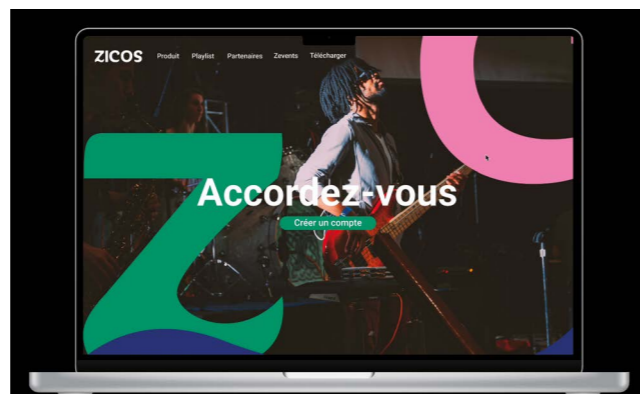 ZICOS Produit Playlist Partenaires Zevents Télécharger
Accordez-vous
Créer un compte